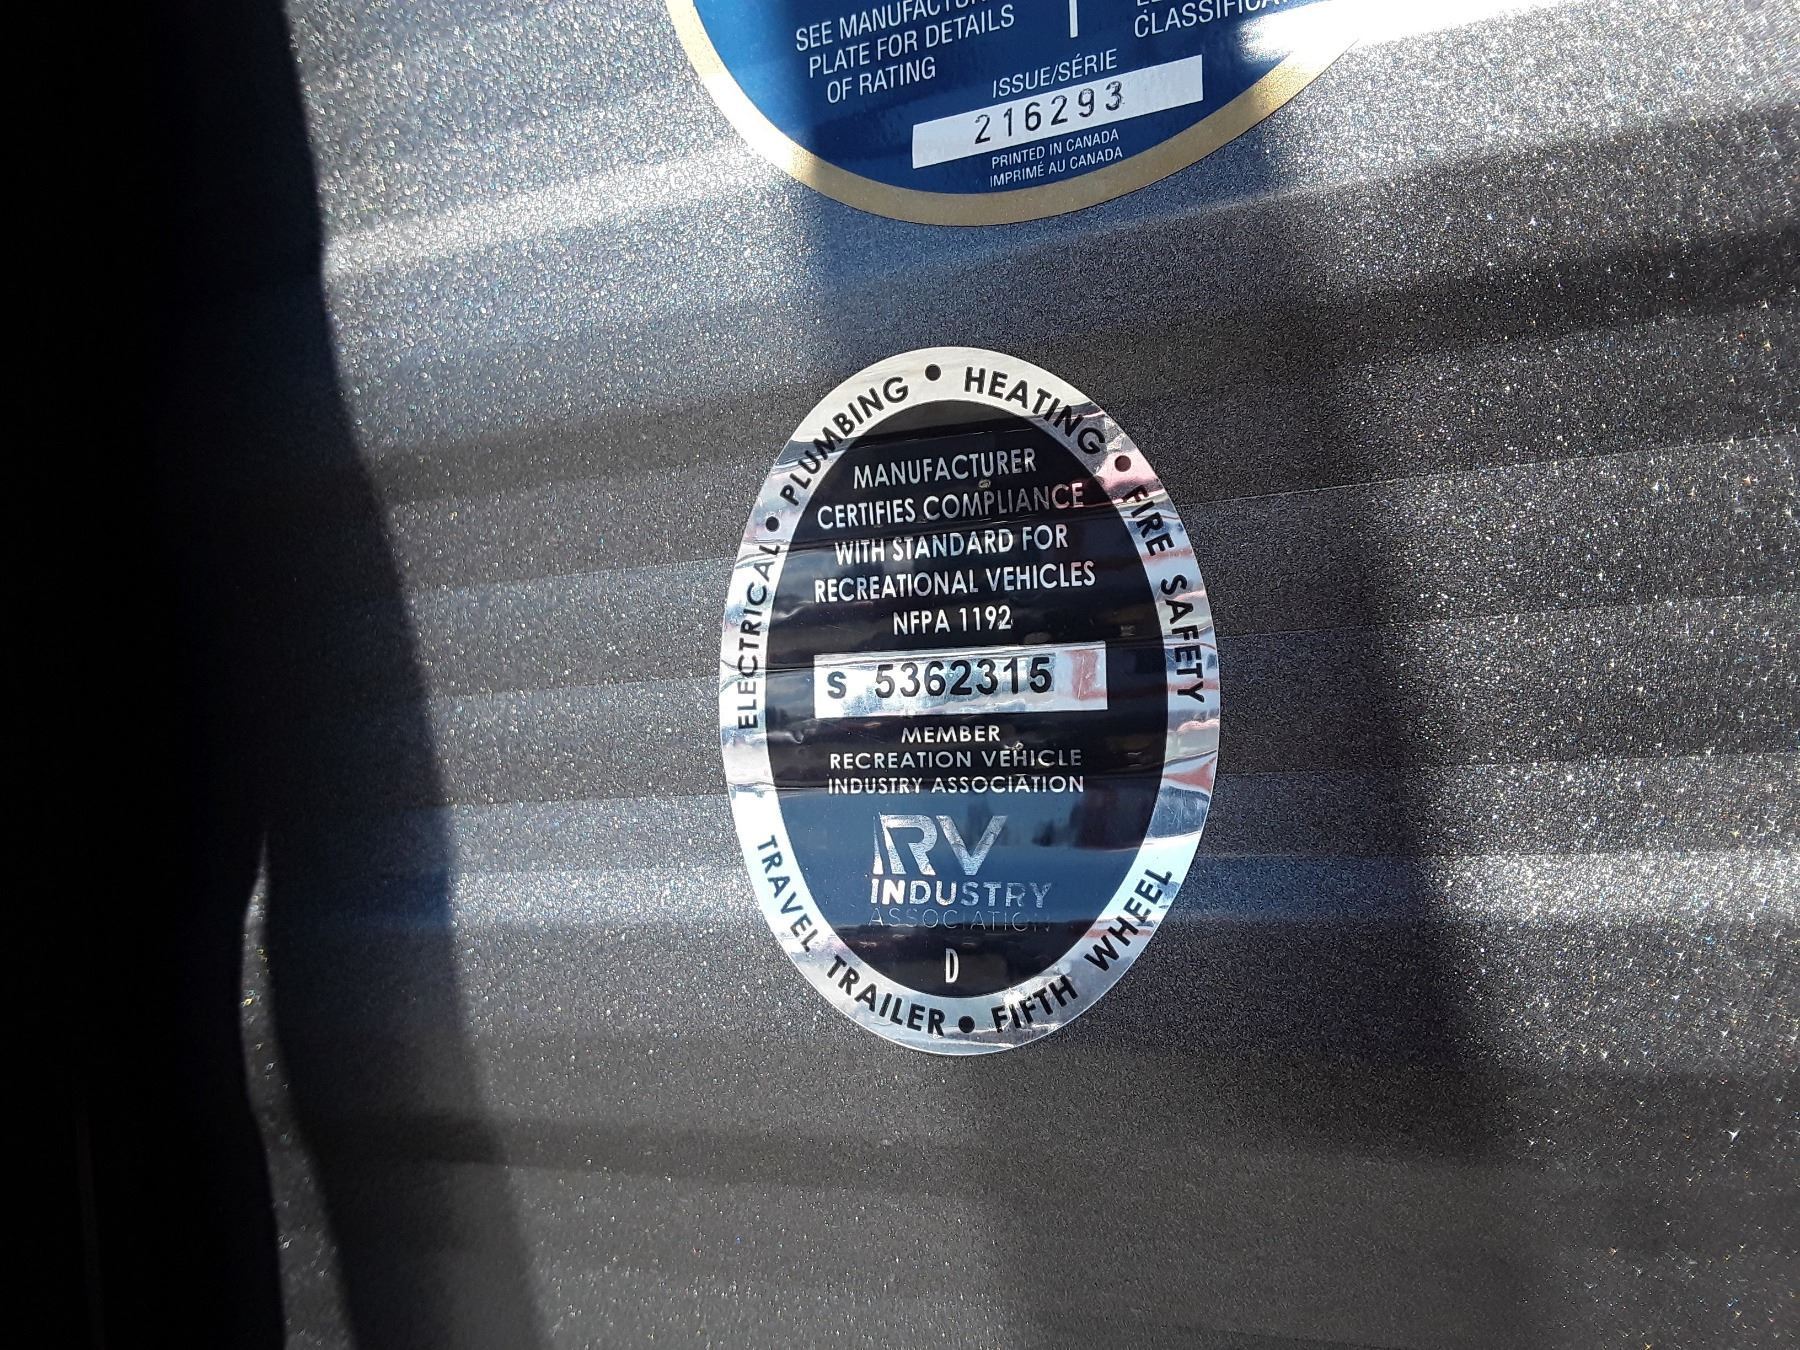 SEE
PLATE FOR DETAILS
OF RATING
ISSUE/SÉRIE
216293
PRINTED IN CANADA
IMPRIMÉ AU CANADA
ELECTRICAL • PLUMBING • HEATING • FIRE SAFETY
MANUFACTURER
CERTIFIES COMPLIANCE
WITH STANDARD FOR
RECREATIONAL VEHICLES
NFPA 1192
S 5362315
MEMBER
RECREATION VEHICLE
INDUSTRY ASSOCIATION
RV
INDUSTRY
ASSOCIATION
D
TRAVEL TRAILER • FIFTH WHEEL